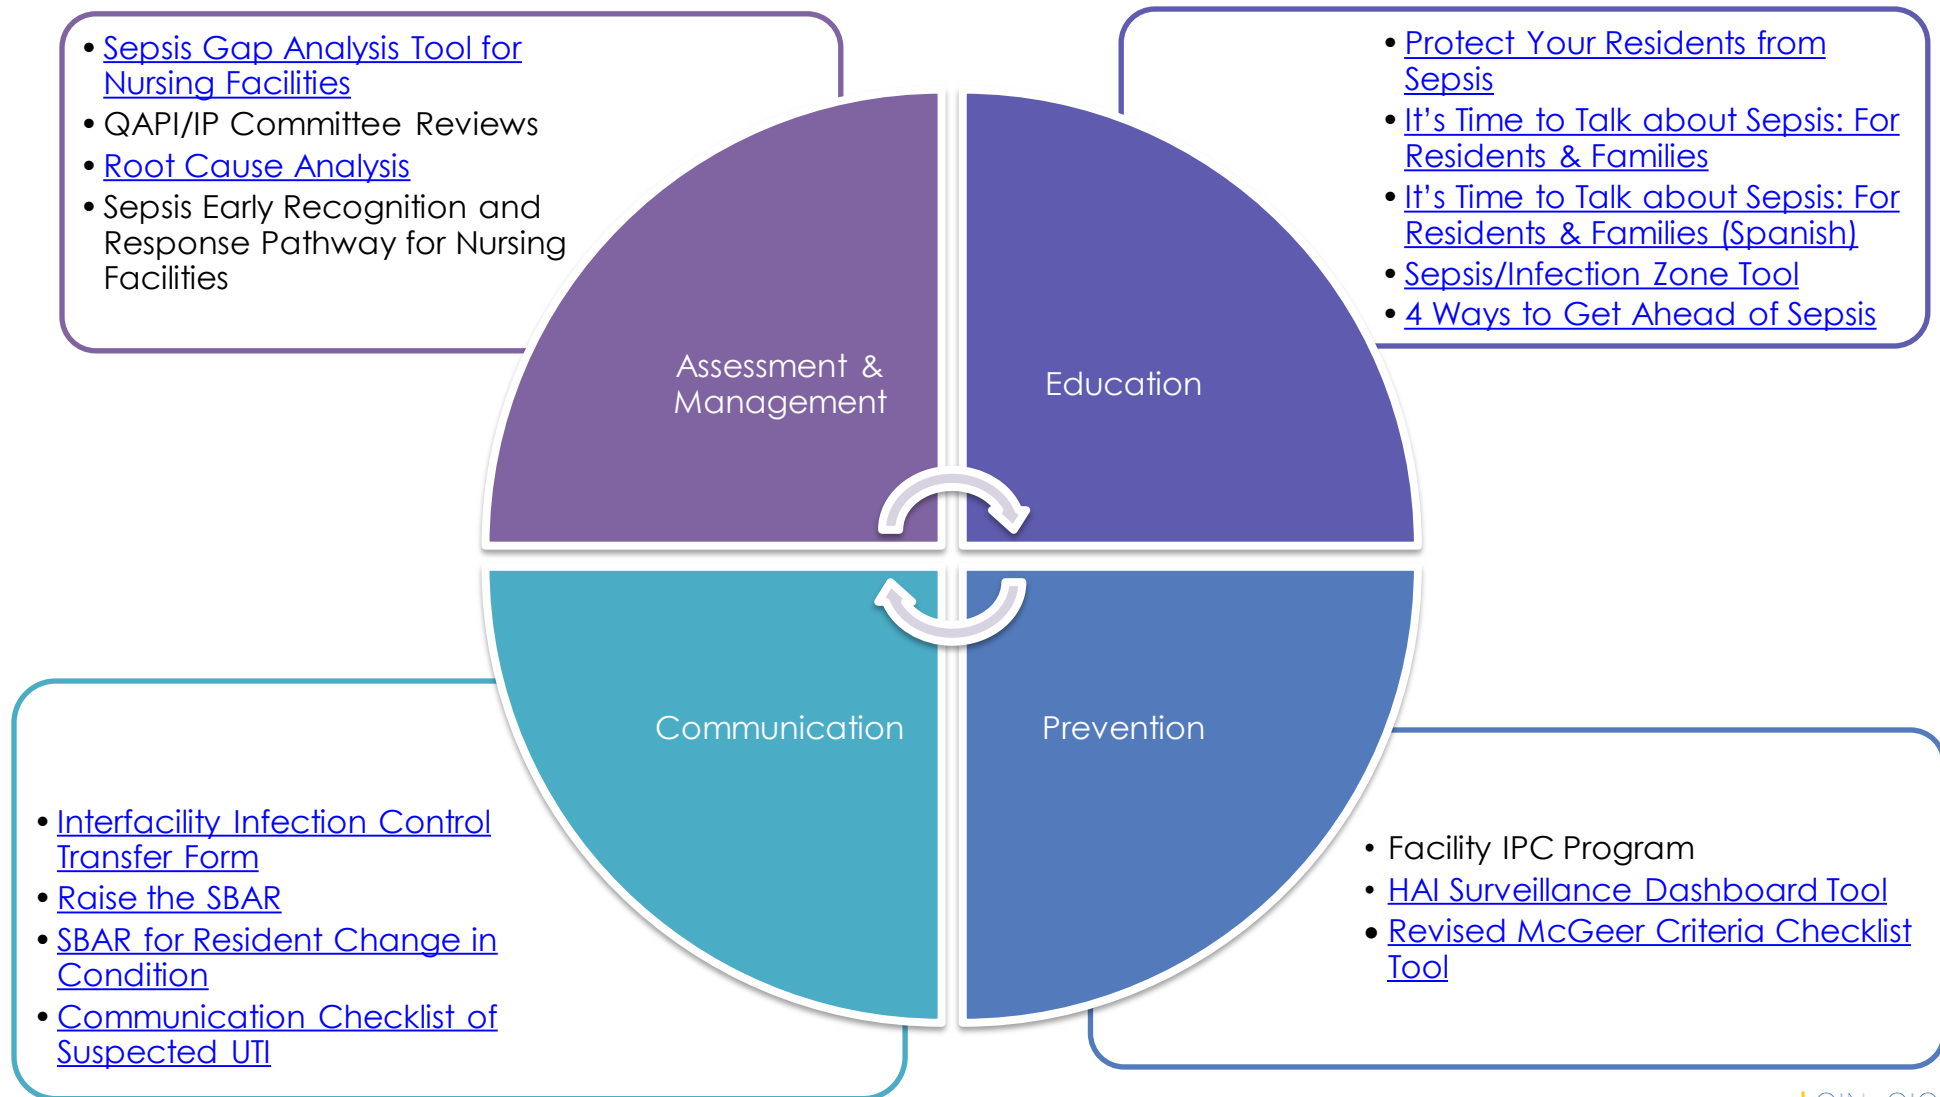 • Sepsis Gap Analysis Tool for
Nursing Facilities
• QAPI/IP Committee Reviews
• Root Cause Analysis
• Sepsis Early Recognition and
Response Pathway for Nursing
Facilities
• Protect Your Residents from
Sepsis
• It’s Time to Talk about Sepsis: For
Residents & Families
• It’s Time to Talk about Sepsis: For
Residents & Families (Spanish)
• Sepsis/Infection Zone Tool
• 4 Ways to Get Ahead of Sepsis
Assessment &
Management
Education
Communication
Prevention
• Interfacility Infection Control
Transfer Form
• Raise the SBAR
• SBAR for Resident Change in
Condition
• Communication Checklist of
Suspected UTI
• Facility IPC Program
• HAI Surveillance Dashboard Tool
• Revised McGeer Criteria Checklist
Tool